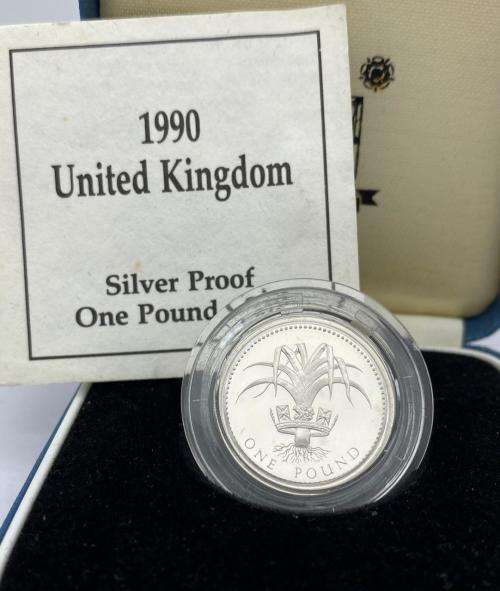 1990
United Kingdom
Silver Proof
One Pound
ONE POUND